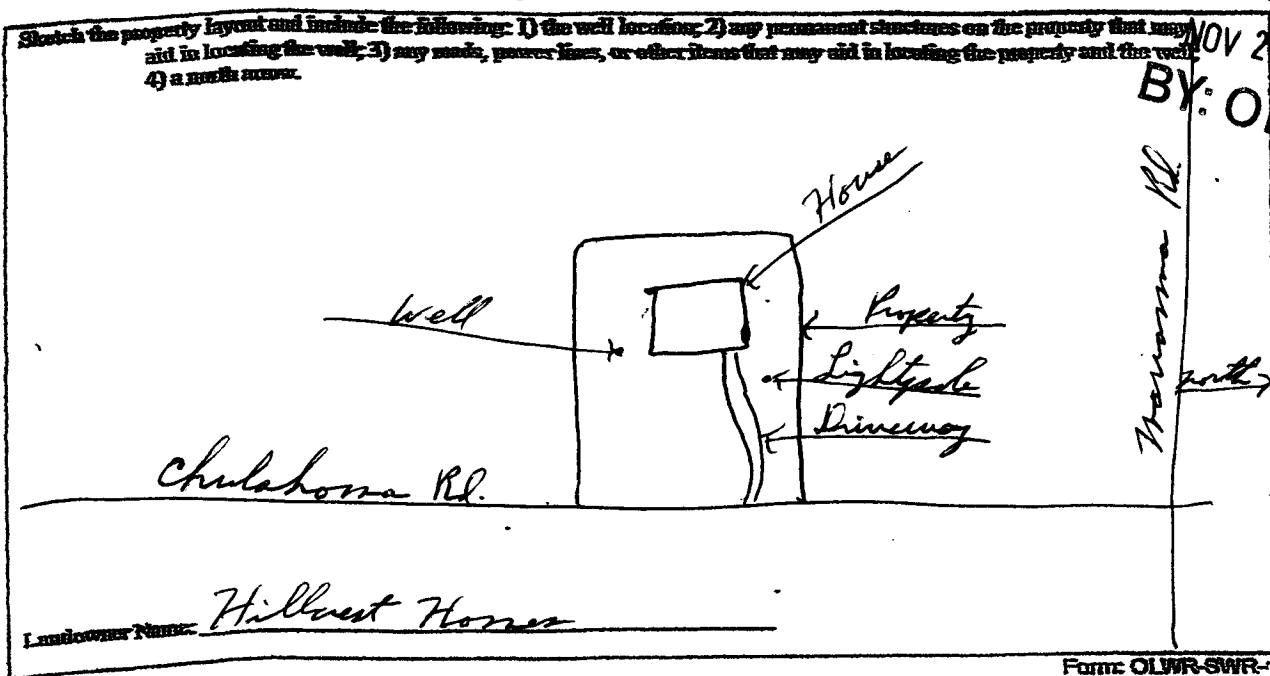 Sketch the property layout and include the following: 1) the well location; 2) any permanent structures on the property that may
aid in locating the well; 3) any roads, power lines, or other items that may aid in locating the property and the well;
4) a north arrow.
NOV 2
BY: OL
House
Well
Property
Lightpole
Driveway
Rd.
north
Chulahoma Rd.
Landowner Name: Hillcrest Homes
Form: OLWR-SWR-